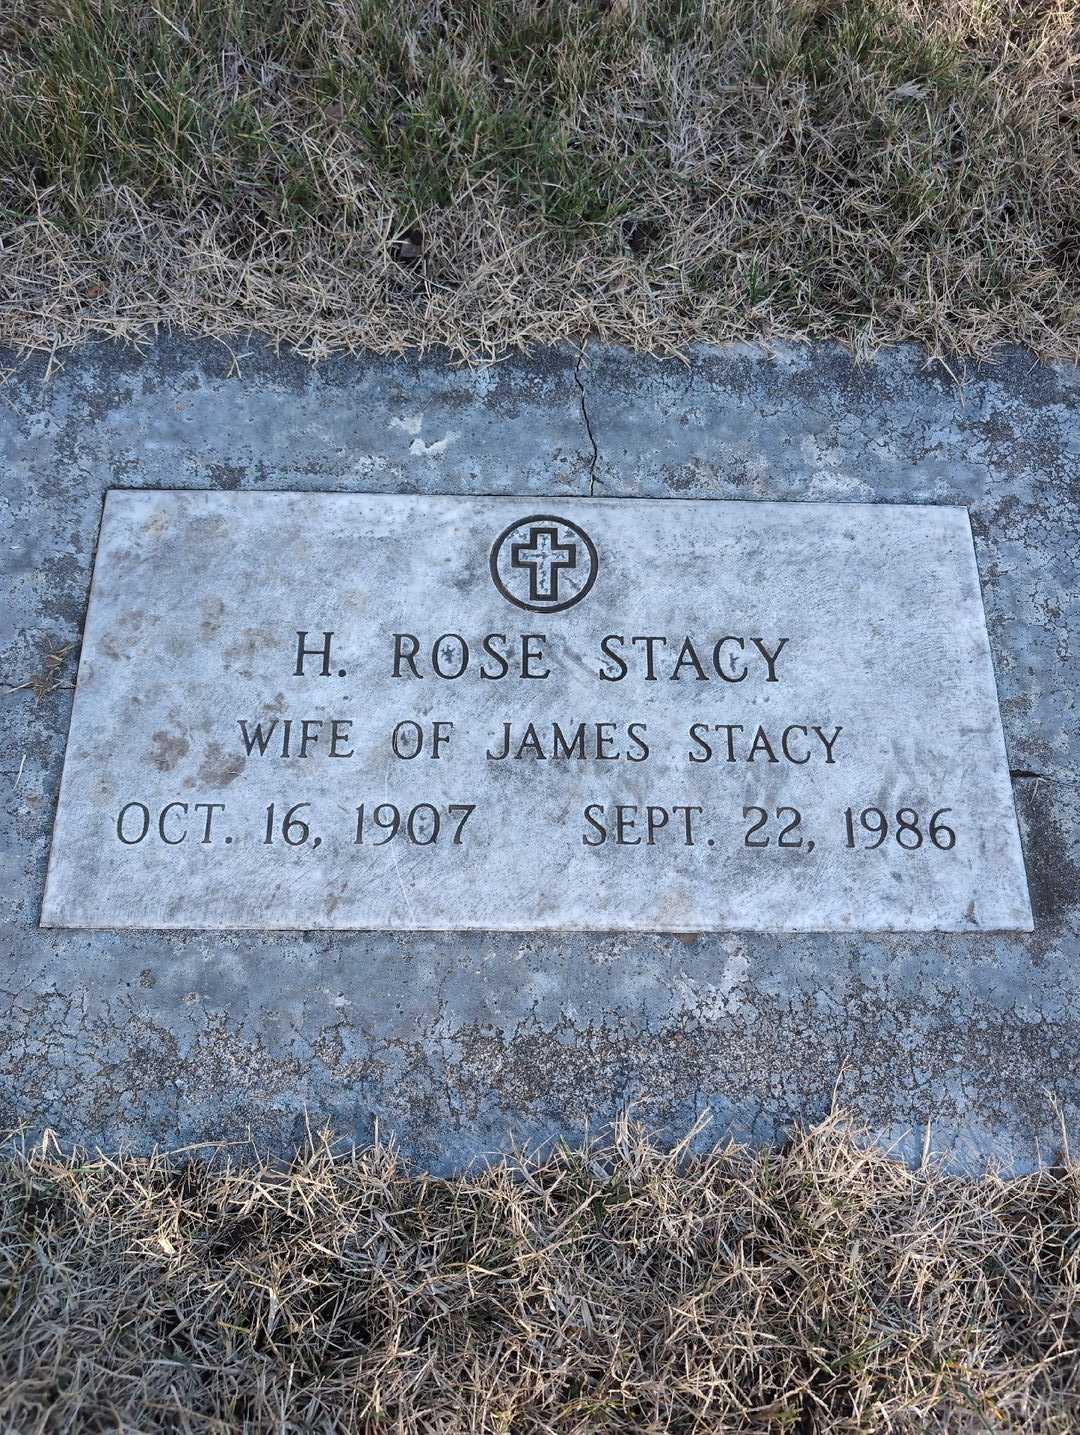 H. ROSE STACY
WIFE OF JAMES STACY
OCT. 16, 1907 SEPT. 22, 1986